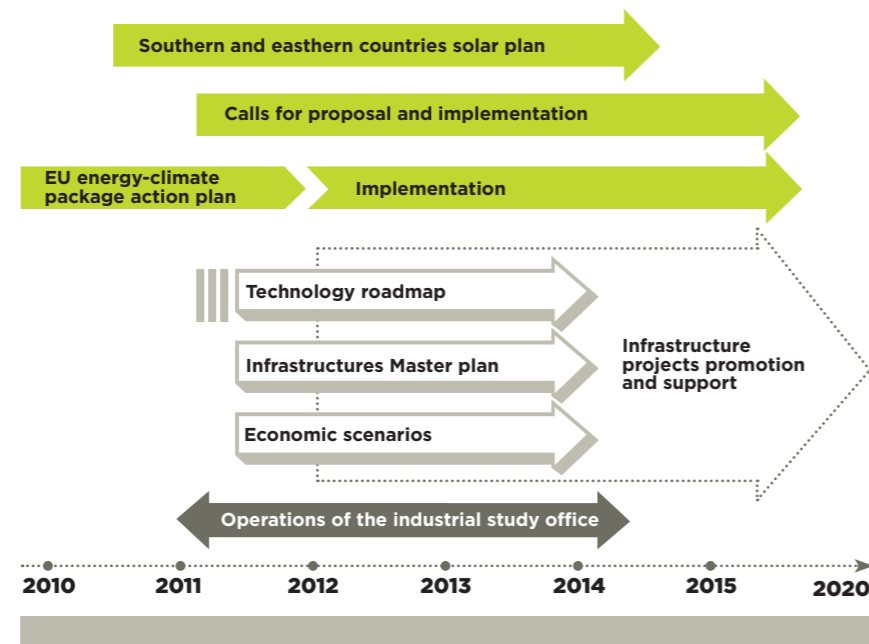 Southern and eastern countries solar plan
Calls for proposal and implementation
EU energy-climate
package action plan
Implementation
Technology roadmap
Infrastructures Master plan
Economic scenarios
Infrastructure
projects promotion
and support
Operations of the industrial study office
2010 2011 2012 2013 2014 2015 2020